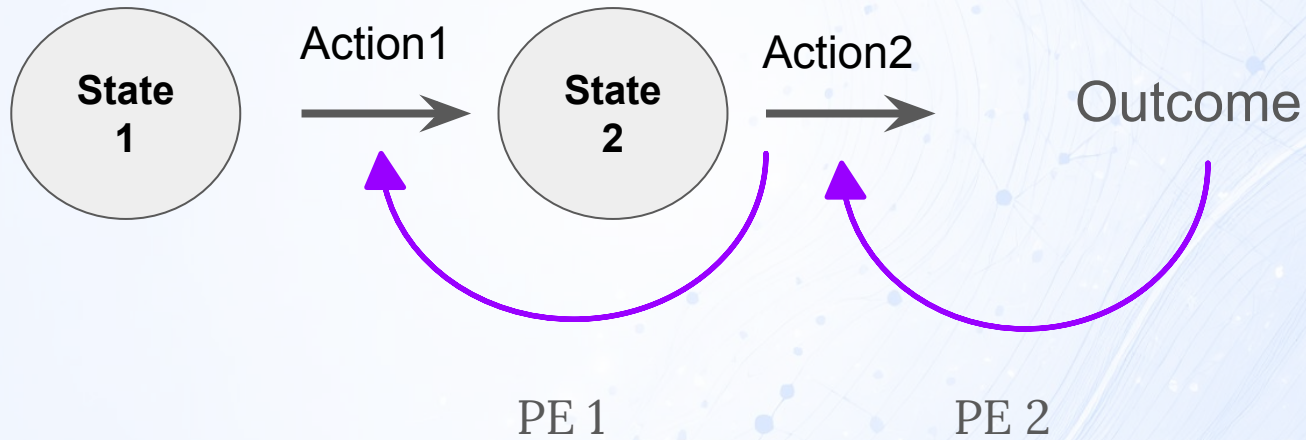 State
1
Action1
State
2
Action2
Outcome
PE 1
PE 2